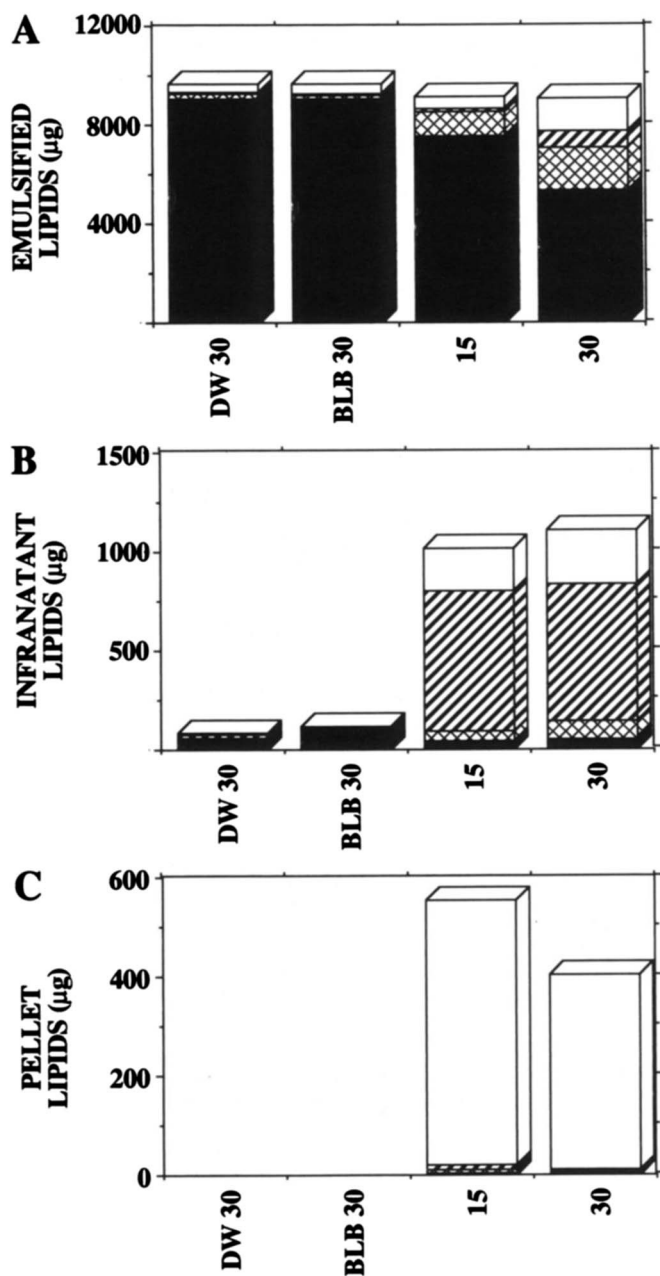 A
EMULSIFIED
LIPIDS (µg)
12000
8000
4000
DW 30
BLB 30
15
30
B
INFRANATANT
LIPIDS (µg)
1500
1000
500
DW 30
BLB 30
15
30
C
PELLET
LIPIDS (µg)
600
400
200
0
DW 30
BLB 30
15
30